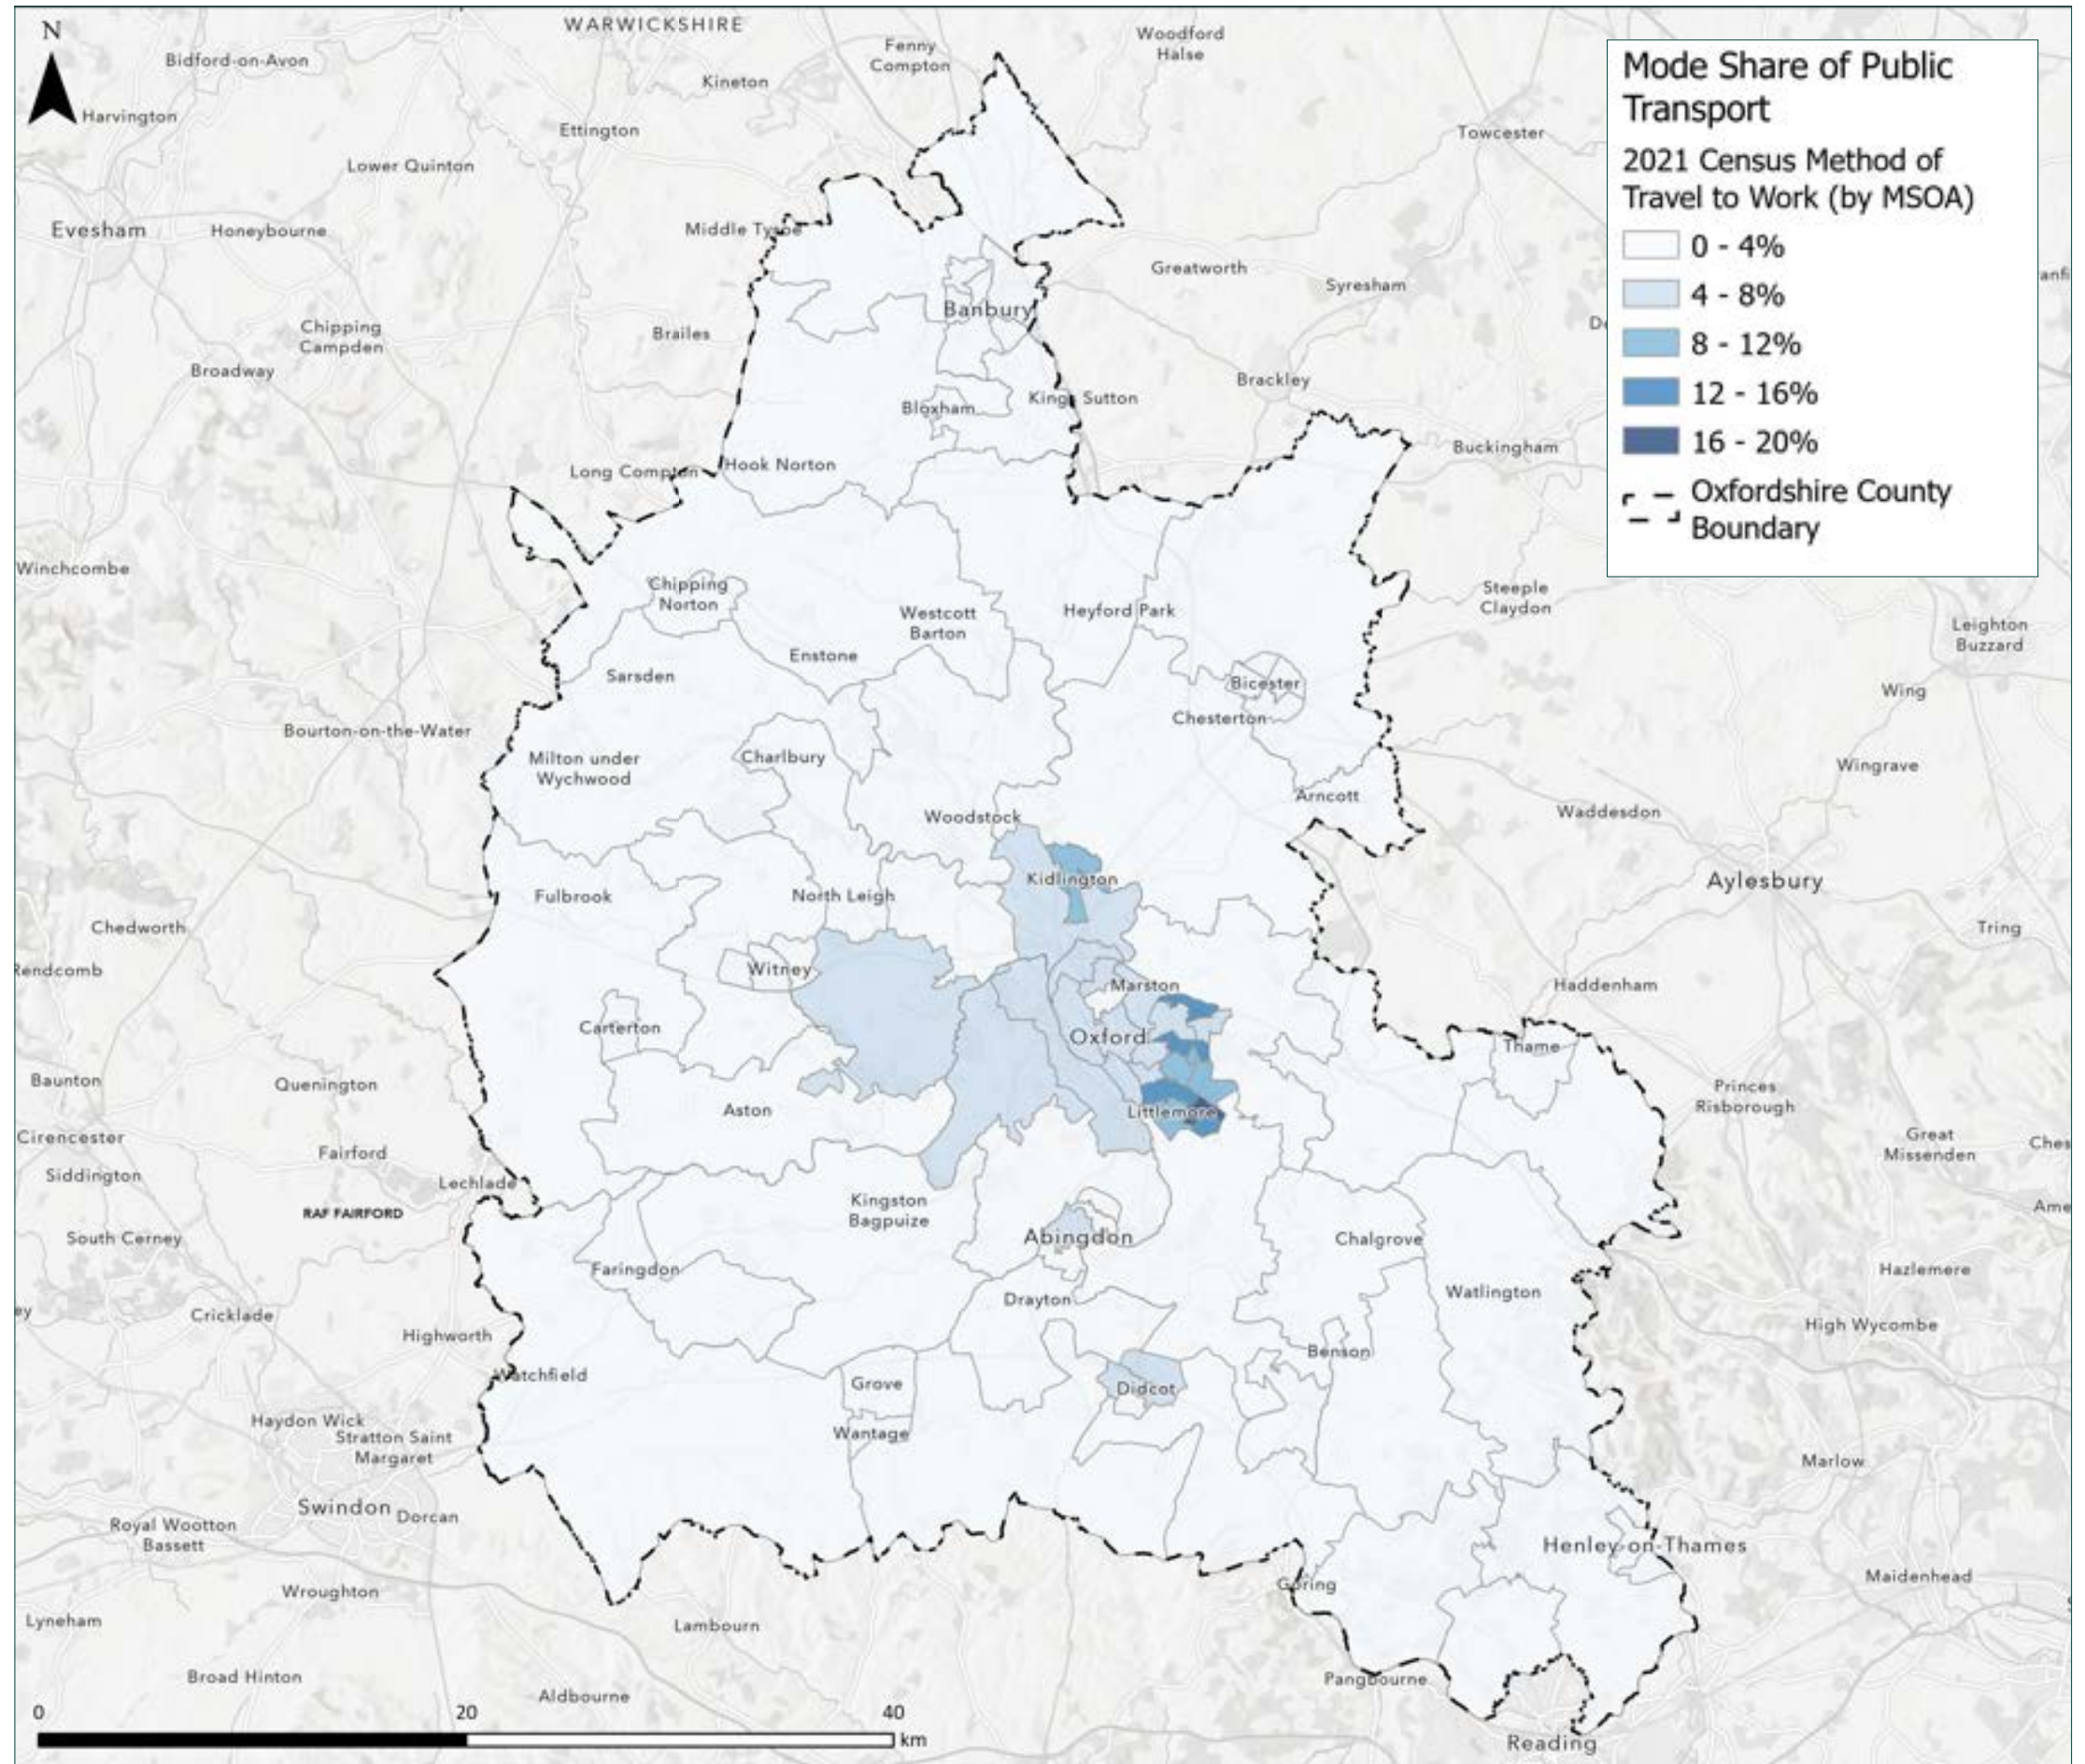 N
WARWICKSHIRE
Woodford
Halse
Fenny
Compton
Bidford-on-Avon
Kineton
Harvington
Ettington
Towcester
Lower Quinton
Mode Share of Public
Transport
2021 Census Method of
Travel to Work (by MSOA)
0 - 4%
4 - 8%
8 - 12%
12 - 16%
16 - 20%
Oxfordshire County
Boundary
Evesham
Honeybourne
Middle Tysoe
Greatworth
Syresham
anfi
Banbury
De
Chipping
Campden
Brailes
Broadway
Brackley
Bloxham
Kings Sutton
Buckingham
Hook Norton
Long Compton
Winchcombe
Chipping
Norton
Westcott
Barton
Heyford Park
Steeple
Claydon
Leighton
Buzzard
Enstone
Sarsden
Bicester
Wing
Chesterton
Bourton-on-the-Water
Milton under
Wychwood
Charlbury
Wingrave
Arncott
Woodstock
Waddesdon
Kidlington
Aylesbury
Fulbrook
North Leigh
Chedworth
Tring
Rendcomb
Witney
Marston
Haddenham
Carterton
Oxford
Thame
Baunton
Quenington
Aston
Littlemore
Princes
Risborough
Cirencester
Fairford
Great
Missenden
Ches
Siddington
Lechlade
RAF FAIRFORD
Kingston
Bagpuize
Ame
South Cerney
Abingdon
Chalgrove
Faringdon
Hazlemere
Drayton
Watlington
ey
Cricklade
Highworth
High Wycombe
Benson
Watchfield
Grove
Didcot
Haydon Wick
Stratton Saint
Margaret
Wantage
Marlow
Swindon
Dorcan
Royal Wootton
Bassett
Henley-on-Thames
Wroughton
Goring
Maidenhead
Lyneham
Lambourn
Broad Hinton
Aldbourne
Pangbourne
Reading
0
20
40
km